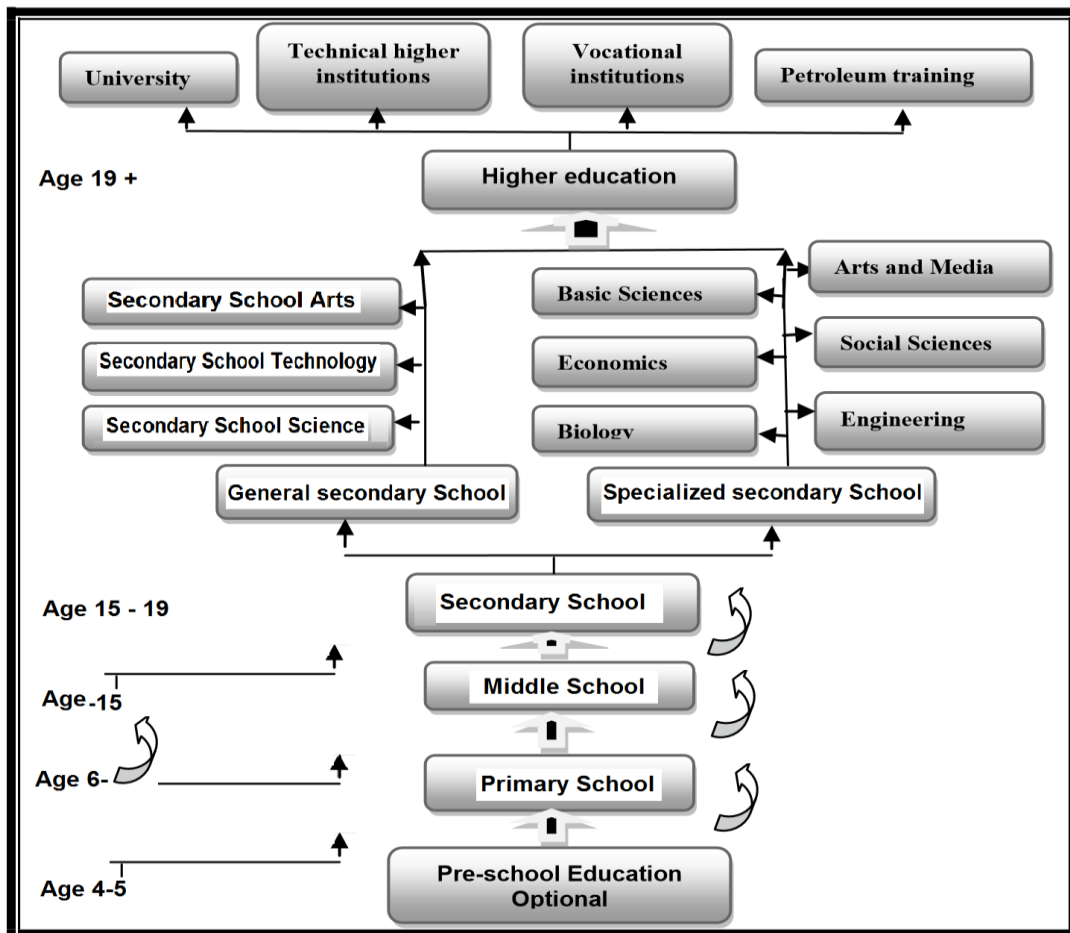 University
Technical higher
institutions
Vocational
institutions
Petroleum training
Age 19 +
Higher education
Secondary School Arts
Basic Sciences
Arts and Media
Secondary School Technology
Economics
Social Sciences
Secondary School Science
Biology
Engineering
General secondary School
Specialized secondary School
Age 15 - 19
Secondary School
Age -15
Middle School
Age 6-
Primary School
Age 4-5
Pre-school Education
Optional